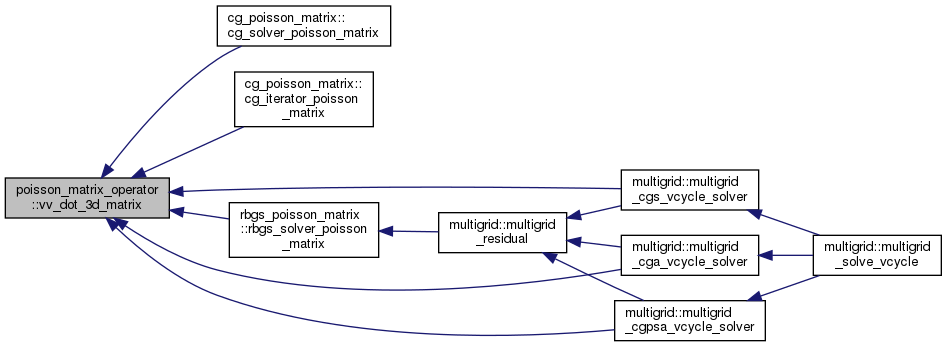 cg_poisson_matrix::
cg_solver_poisson_matrix
cg_poisson_matrix::
cg_iterator_poisson
_matrix
poisson_matrix_operator
::vv_dot_3d_matrix
rbgs_poisson_matrix
::rbgs_solver_poisson
_matrix
multigrid::multigrid
_residual
multigrid::multigrid
_cgs_vcycle_solver
multigrid::multigrid
_cga_vcycle_solver
multigrid::multigrid
_cgpsa_vcycle_solver
multigrid::multigrid
_solve_vcycle